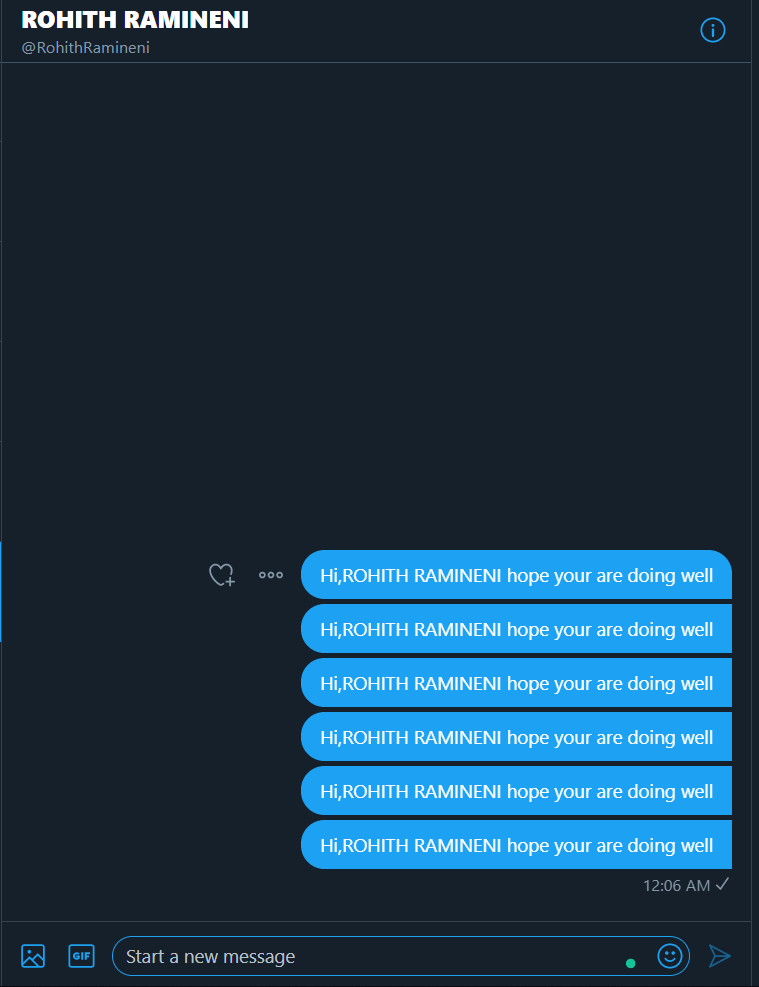 ROHITH RAMINENI
@RohithRamineni
Hi,ROHITH RAMINENI hope your are doing well
Hi,ROHITH RAMINENI hope your are doing well
Hi,ROHITH RAMINENI hope your are doing well
Hi,ROHITH RAMINENI hope your are doing well
Hi,ROHITH RAMINENI hope your are doing well
Hi,ROHITH RAMINENI hope your are doing well
12:06 AM
GIF Start a new message